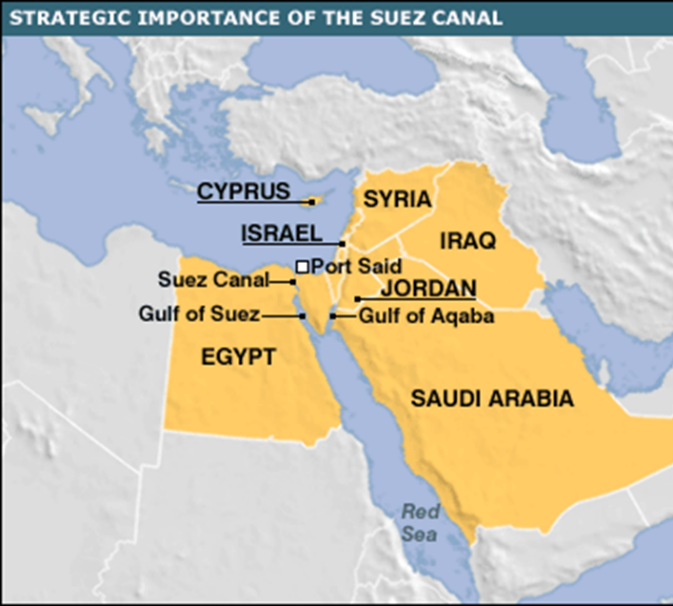 STRATEGIC IMPORTANCE OF THE SUEZ CANAL
CYPRUS
SYRIA
ISRAEL
IRAQ
Port Said
Suez Canal
JORDAN
Gulf of Suez
Gulf of Aqaba
EGYPT
SAUDI ARABIA
Red
Sea